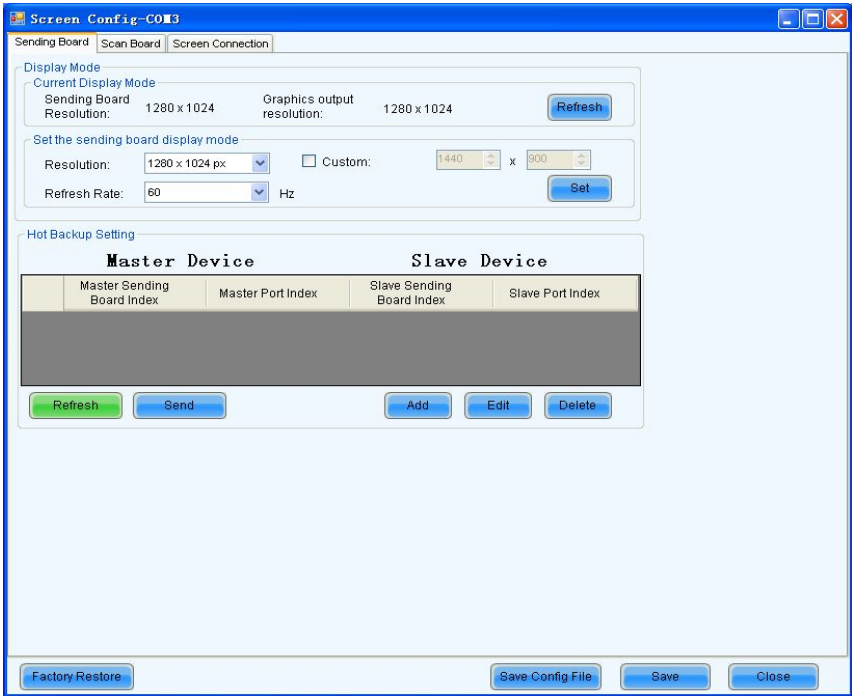 Screen Config-COM3
Sending Board Scan Board Screen Connection
Display Mode
Current Display Mode
Sending Board Resolution: 1280 x 1024 Graphics output resolution: 1280 x 1024 Refresh
Set the sending board display mode
Resolution: 1280 x 1024 px Custom: 1440 x 900
Refresh Rate: 60 Hz Set
Hot Backup Setting
Master Device Slave Device
Master Sending Board Index Master Port Index Slave Sending Board Index Slave Port Index
Refresh Send Add Edit Delete
Factory Restore Save Config File Save Close